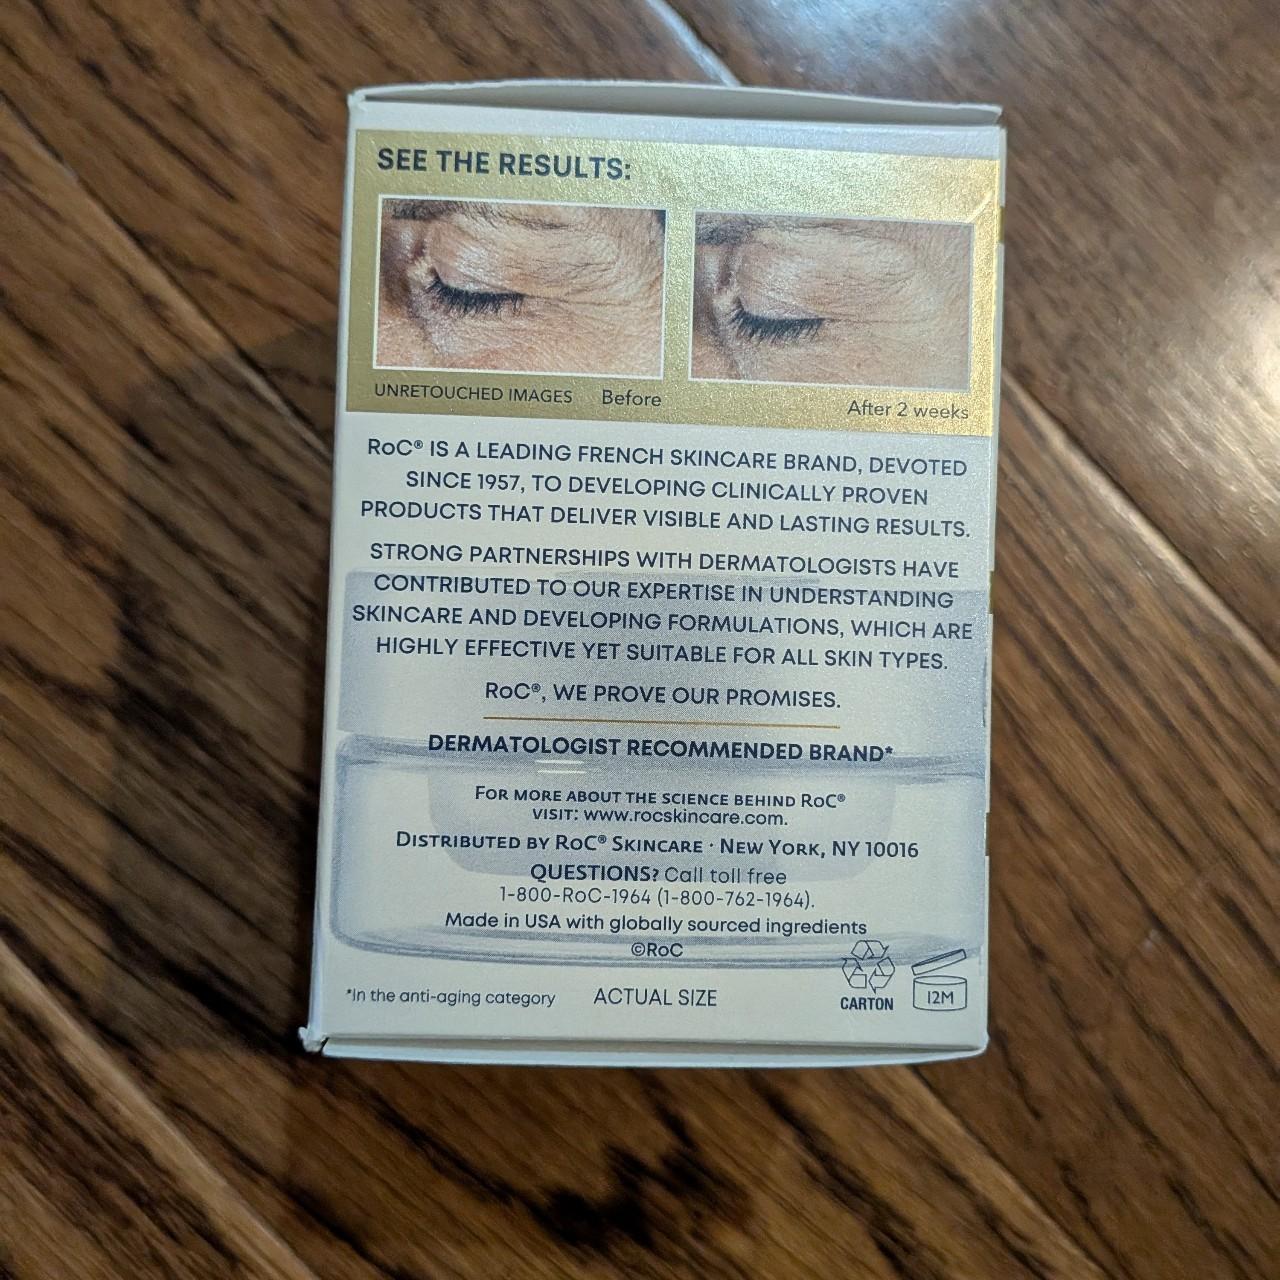 SEE THE RESULTS:
UNRETOUCHED IMAGES Before
After 2 weeks
RoC® IS A LEADING FRENCH SKINCARE BRAND, DEVOTED
SINCE 1957, TO DEVELOPING CLINICALLY PROVEN
PRODUCTS THAT DELIVER VISIBLE AND LASTING RESULTS.
STRONG PARTNERSHIPS WITH DERMATOLOGISTS HAVE
CONTRIBUTED TO OUR EXPERTISE IN UNDERSTANDING
SKINCARE AND DEVELOPING FORMULATIONS, WHICH ARE
HIGHLY EFFECTIVE YET SUITABLE FOR ALL SKIN TYPES.
RoC®, WE PROVE OUR PROMISES.
DERMATOLOGIST RECOMMENDED BRAND*
FOR MORE ABOUT THE SCIENCE BEHIND RoC®
VISIT: www.rocskincare.com.
DISTRIBUTED BY RoC® SKINCARE · NEW YORK, NY 10016
QUESTIONS? Call toll free
1-800-RoC-1964 (1-800-762-1964).
Made in USA with globally sourced ingredients
©RoC
*In the anti-aging category
ACTUAL SIZE
CARTON
12M